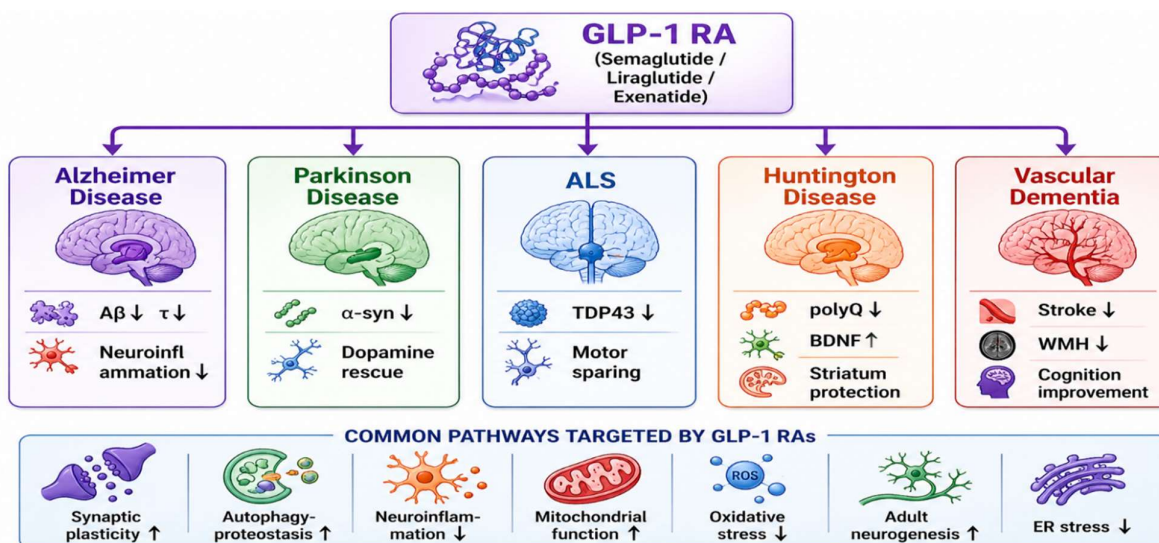 GLP-1 RA
(Semaglutide /
Liraglutide /
Exenatide)
Alzheimer
Disease
Aβ ↓ τ ↓
Neuroinfl
ammation ↓
Parkinson
Disease
α-syn ↓
Dopamine
rescue
ALS
TDP43 ↓
Motor
sparing
Huntington
Disease
polyQ ↓
BDNF ↑
Striatum
protection
Vascular
Dementia
Stroke ↓
WMH ↓
Cognition
improvement
COMMON PATHWAYS TARGETED BY GLP-1 RAs
Synaptic
plasticity ↑
Autophagy-
proteostasis ↑
Neuroinflam-
mation ↓
Mitochondrial
function ↑
ROS
Oxidative
stress ↓
Adult
neurogenesis ↑
ER stress ↓